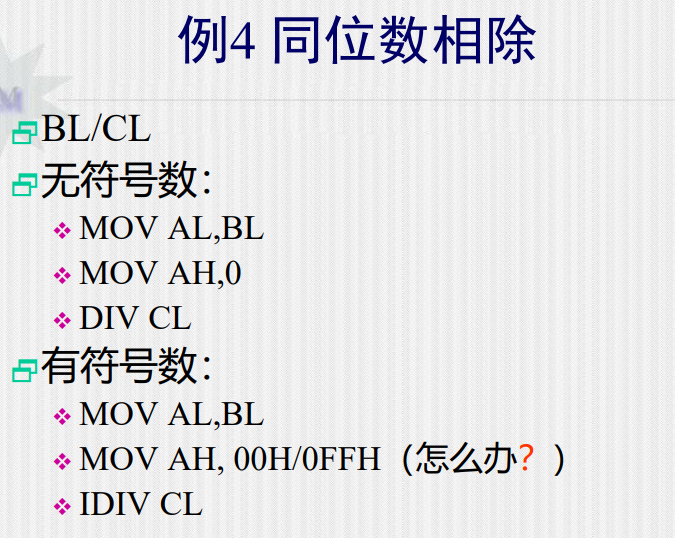 例4 同位数相除
M
BL/CL
无符号数：
MOV AL,BL
MOV AH,0
DIV CL
有符号数：
MOV AL,BL
MOV AH, 00H/0FFH（怎么办？）
IDIV CL